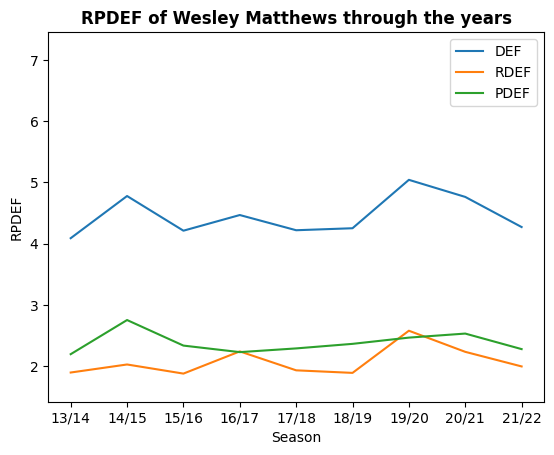 RPDEF of Wesley Matthews through the years
DEF
RDEF
PDEF
7
6
5
4
3
2
RPDEF
13/14 14/15 15/16 16/17 17/18 18/19 19/20 20/21 21/22
Season